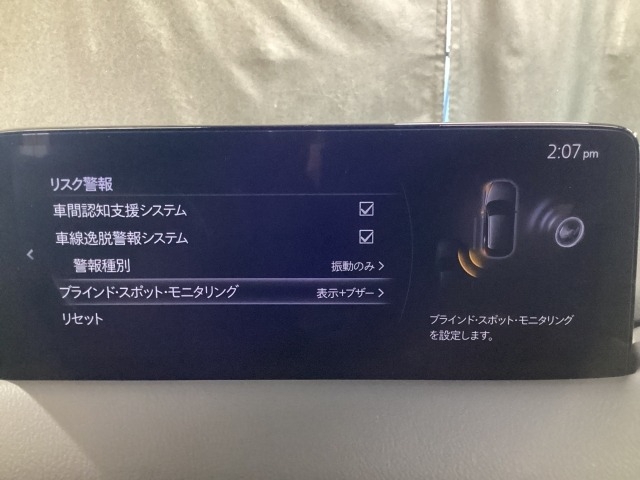 2:07 pm
リスク警報
車間認知支援システム
車線逸脱警報システム
警報種別 振動のみ
ブラインド・スポット・モニタリング 表示+ブザー
リセット
ブラインド・スポット・モニタリング
を設定します。